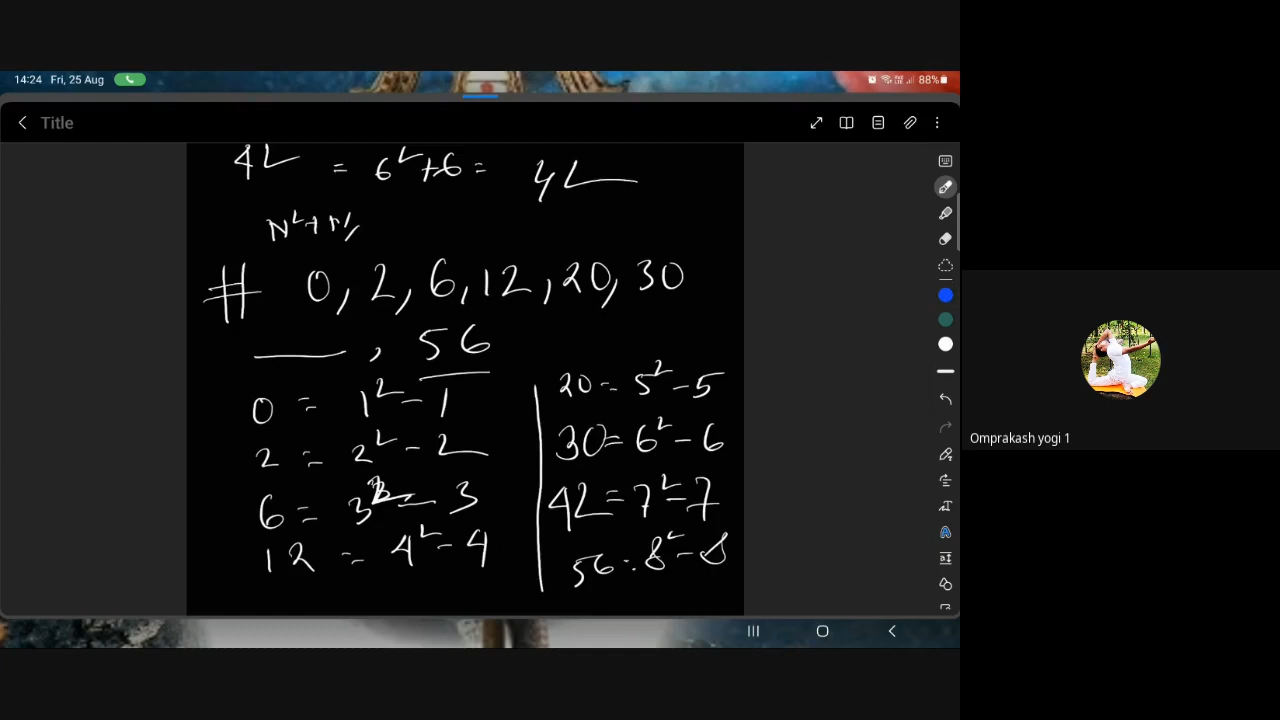 14:24 Fri, 25 Aug
88%
Title
42 = 6²+6 = 42
N²+N
# 0, 2, 6, 12, 20, 30
____, 56
0 = 1²-1
2 = 2²-2
6 = 3²-3
12 = 4²-4
20 = 5²-5
30 = 6²-6
42 = 7²-7
56 = 8²-8
Omprakash yogi 1